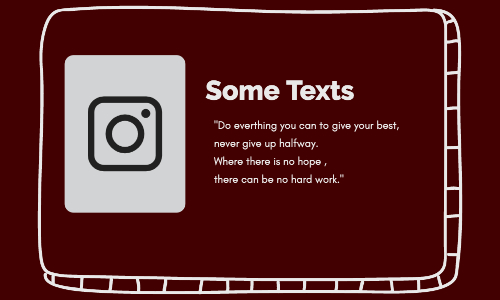 Some Texts
"Do everthing you can to give your best,
never give up halfway.
Where there is no hope ,
there can be no hard work."